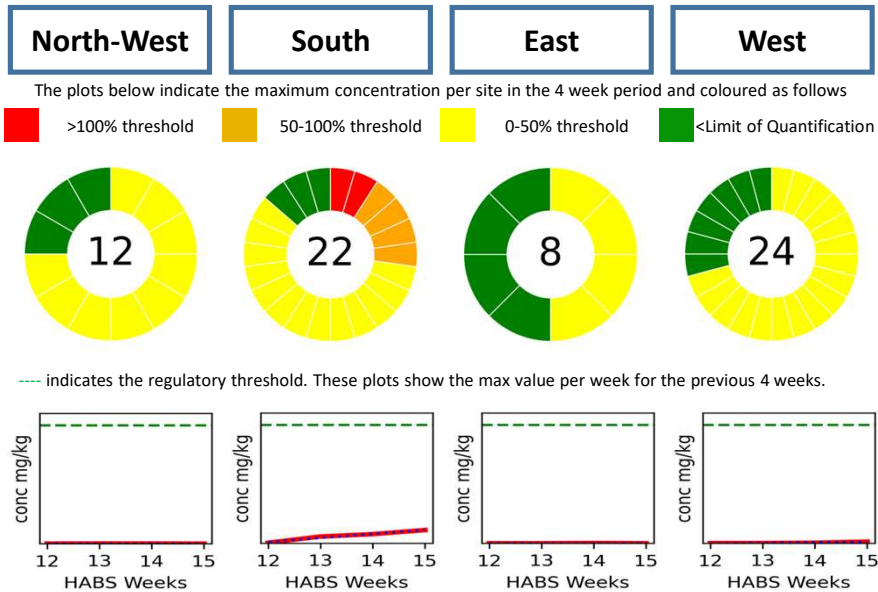 North-West South East West
The plots below indicate the maximum concentration per site in the 4 week period and coloured as follows
>100% threshold 50-100% threshold 0-50% threshold <Limit of Quantification
12 22 8 24
---- indicates the regulatory threshold. These plots show the max value per week for the previous 4 weeks.
conc mg/kg conc mg/kg conc mg/kg conc mg/kg
12 13 14 15 12 13 14 15 12 13 14 15 12 13 14 15
HABS Weeks HABS Weeks HABS Weeks HABS Weeks